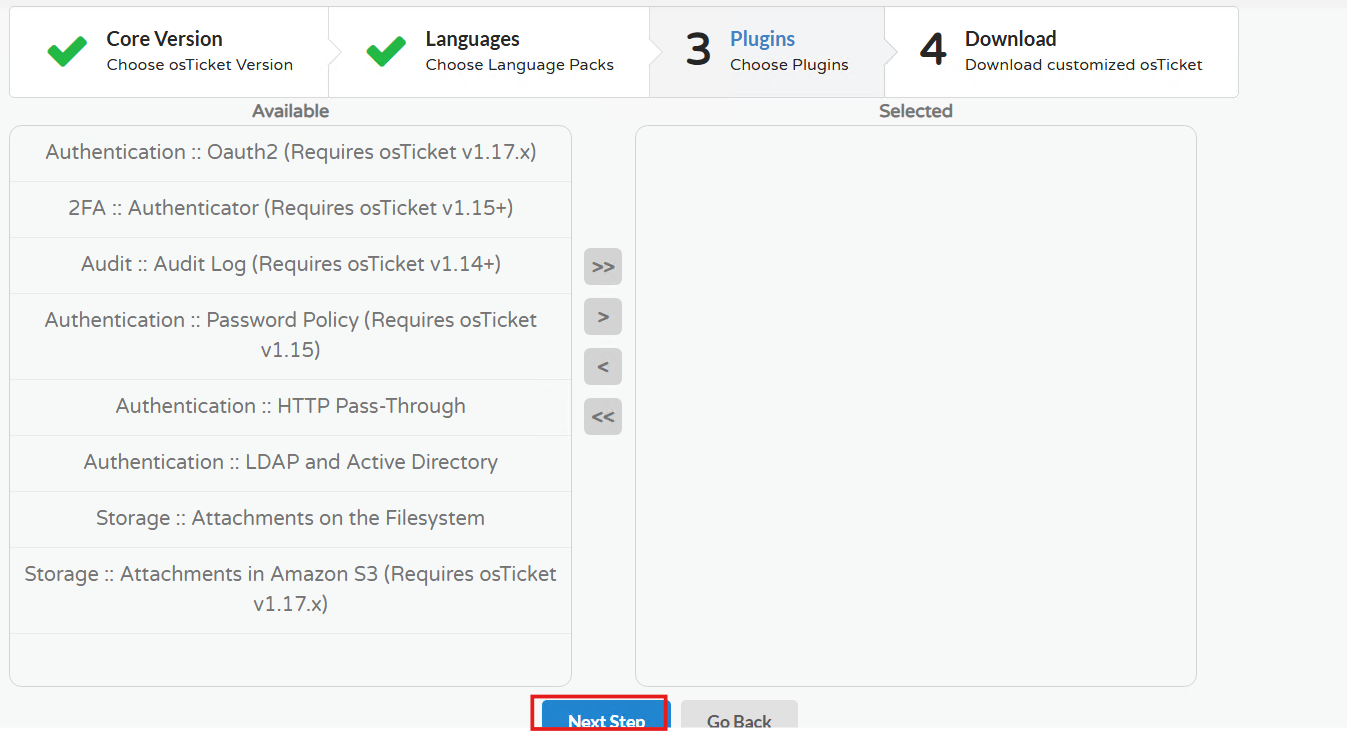 Core Version
Choose osTicket Version
Languages
Choose Language Packs
3
Plugins
Choose Plugins
4
Download
Download customized osTicket
Available
Selected
Authentication :: Oauth2 (Requires osTicket v1.17.x)
2FA :: Authenticator (Requires osTicket v1.15+)
Audit :: Audit Log (Requires osTicket v1.14+)
Authentication :: Password Policy (Requires osTicket
v1.15)
Authentication :: HTTP Pass-Through
Authentication :: LDAP and Active Directory
Storage :: Attachments on the Filesystem
Storage :: Attachments in Amazon S3 (Requires osTicket
v1.17.x)
>>
>
<
<<
Next Step
Go Back